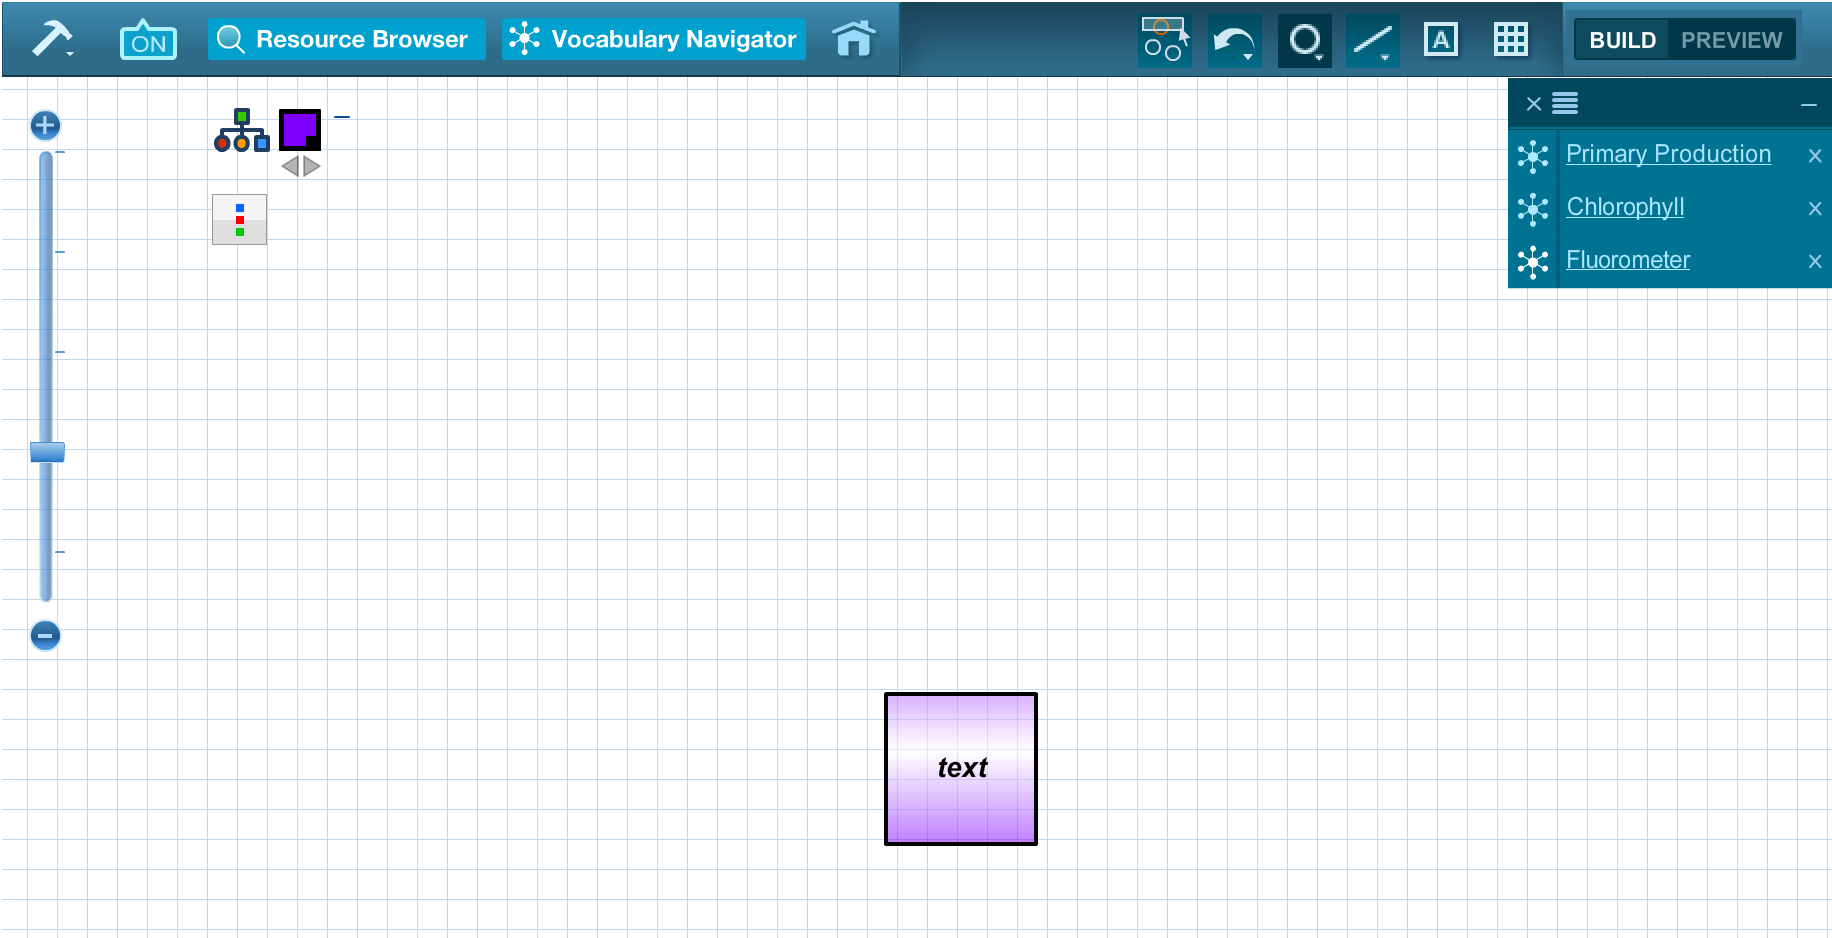 ON
Resource Browser
Vocabulary Navigator
A
BUILD PREVIEW
Primary Production
Chlorophyll
Fluorometer
text